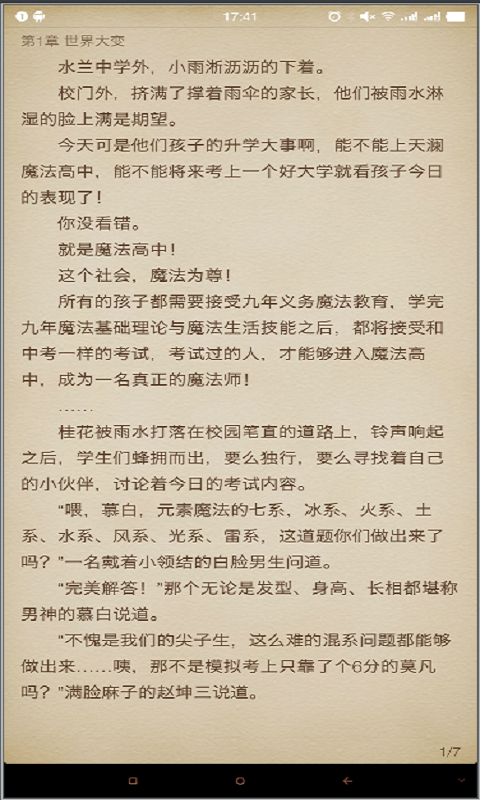 17:41
第1章 世界大变
水兰中学外，小雨淅沥沥的下着。
校门外，挤满了撑着雨伞的家长，他们被雨水淋
湿的脸上满是期望。
今天可是他们孩子的升学大事啊，能不能上天澜
魔法高中，能不能将来考上一个好大学就看孩子今日
的表现了！
你没看错。
就是魔法高中！
这个社会，魔法为尊！
所有的孩子都需要接受九年义务魔法教育，学完
九年魔法基础理论与魔法生活技能之后，都将接受和
中考一样的考试，考试过的人，才能够进入魔法高
中，成为一名真正的魔法师！
……
桂花被雨水打落在校园笔直的道路上，铃声响起
之后，学生们蜂拥而出，要么独行，要么寻找着自己
的小伙伴，讨论着今日的考试内容。
“喂，慕白，元素魔法的七系，冰系、火系、土
系、水系、风系、光系、雷系，这道题你们做出来了
吗？”一名戴着小领结的白脸男生问道。
“完美解答！”那个无论是发型、身高、长相都堪称
男神的慕白说道。
“不愧是我们的尖子生，这么难的混系问题都能够
做出来……咦，那不是模拟考上只靠了个6分的莫凡
吗？”满脸麻子的赵坤三说道。
1/7